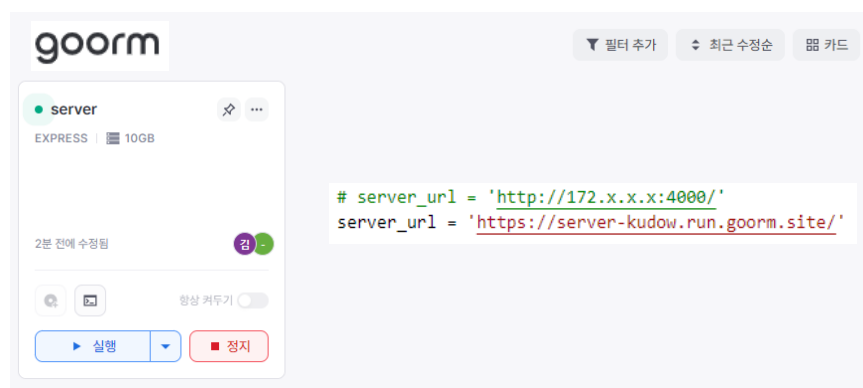 goorm
필터 추가
최근 수정순
카드
server
EXPRESS | 10GB
# server_url = 'http://172.x.x.x:4000/'
server_url = 'https://server-kudow.run.goorm.site/'
2분 전에 수정됨
김 -
항상 켜두기
실행
정지